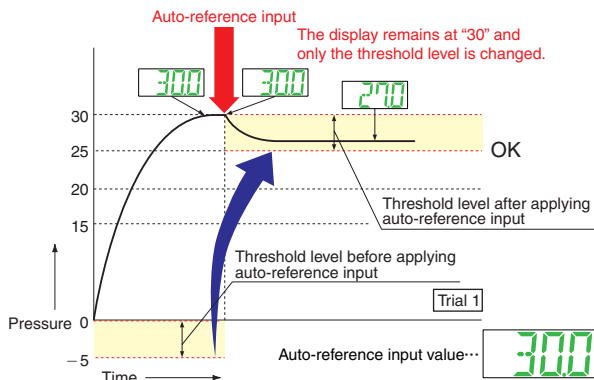 Auto-reference input
The display remains at “30” and
only the threshold level is changed.
30.0
30.0
27.0
30
25
20
15
0
−5
OK
Threshold level after applying
auto-reference input
Threshold level before applying
auto-reference input
Trial 1
Pressure
Time
Auto-reference input value···
30.0